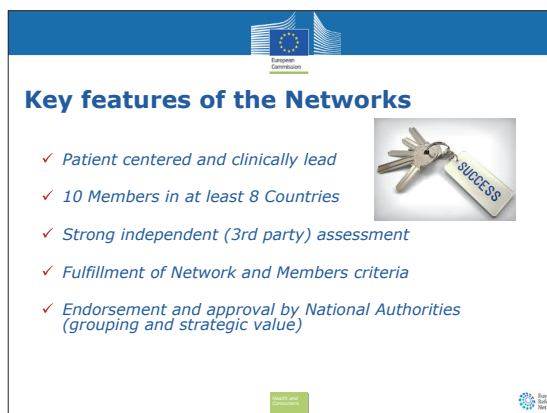 European
Commission
Key features of the Networks
✓ Patient centered and clinically lead
SUCCESS
✓ 10 Members in at least 8 Countries
✓ Strong independent (3rd party) assessment
✓ Fulfillment of Network and Members criteria
✓ Endorsement and approval by National Authorities
(grouping and strategic value)
Health and
Consumers